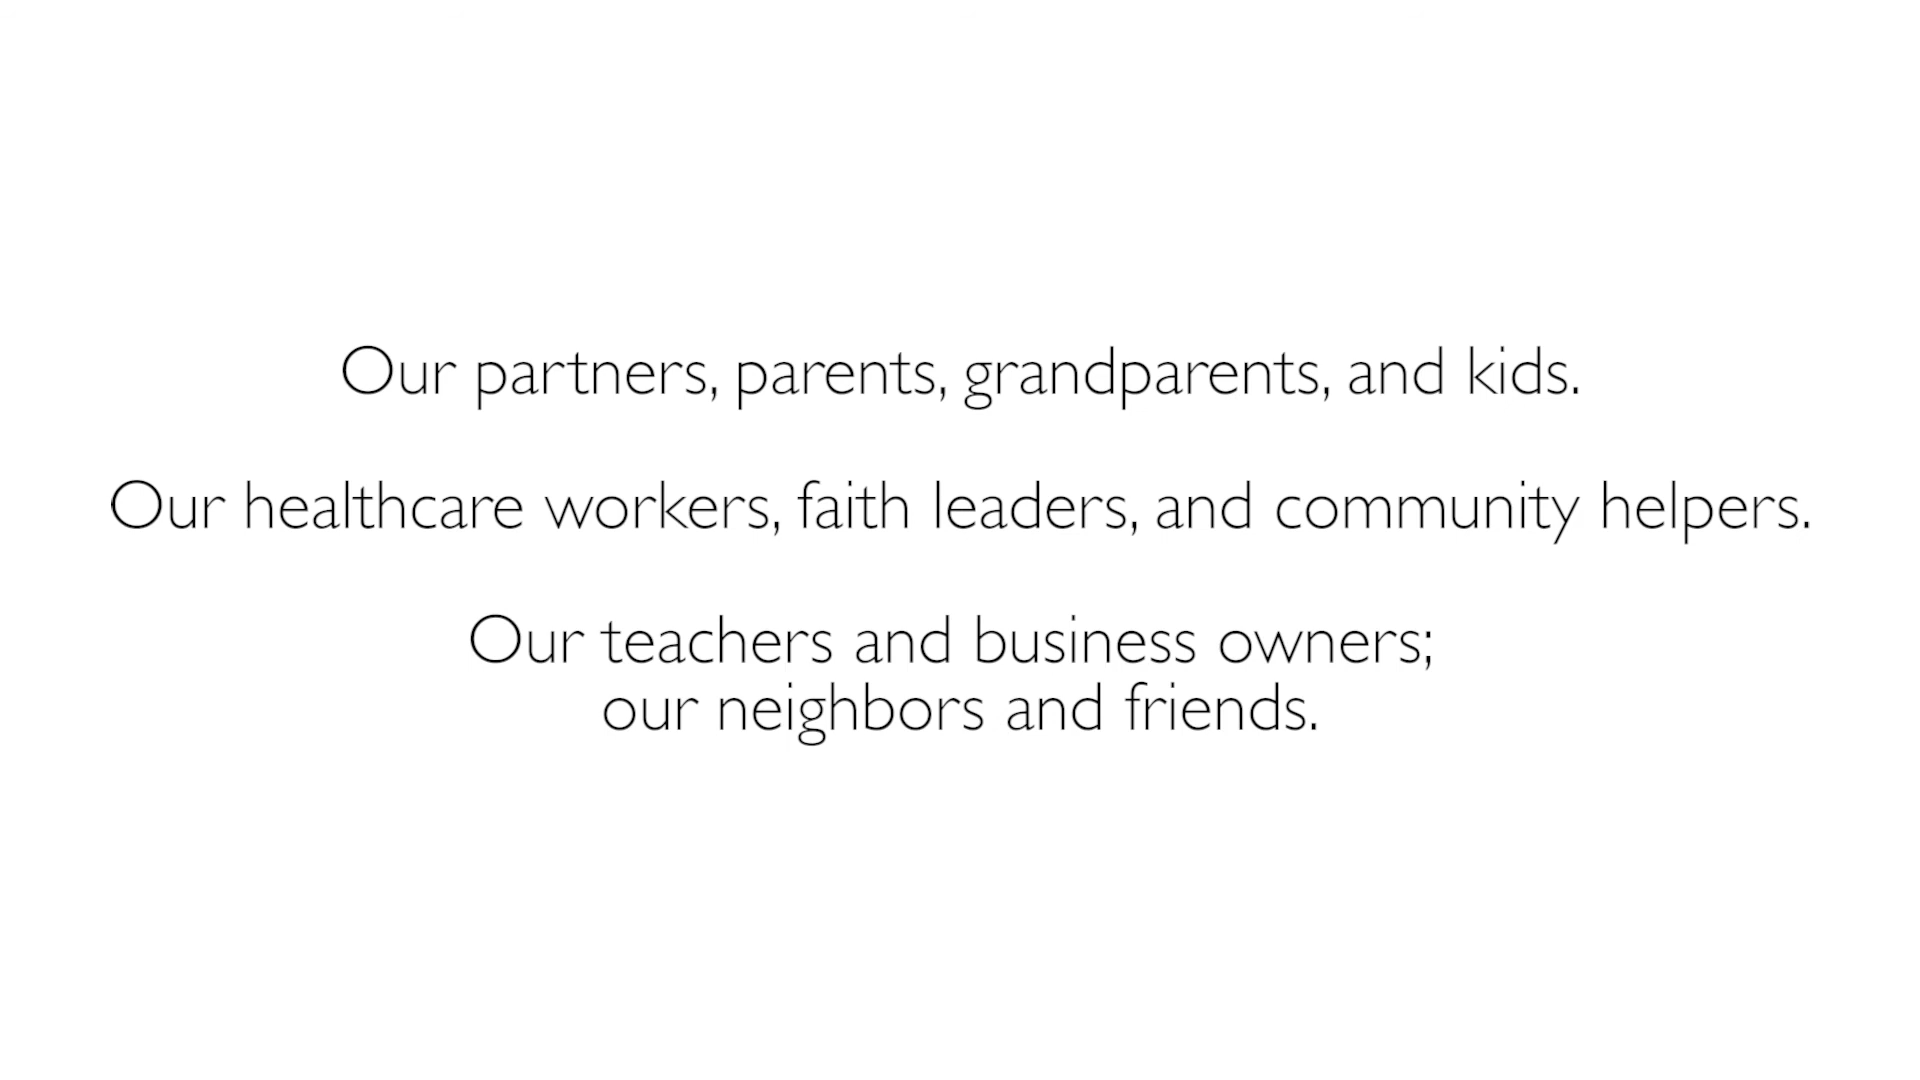 Our partners, parents, grandparents, and kids.
Our healthcare workers, faith leaders, and community helpers.
Our teachers and business owners;
our neighbors and friends.